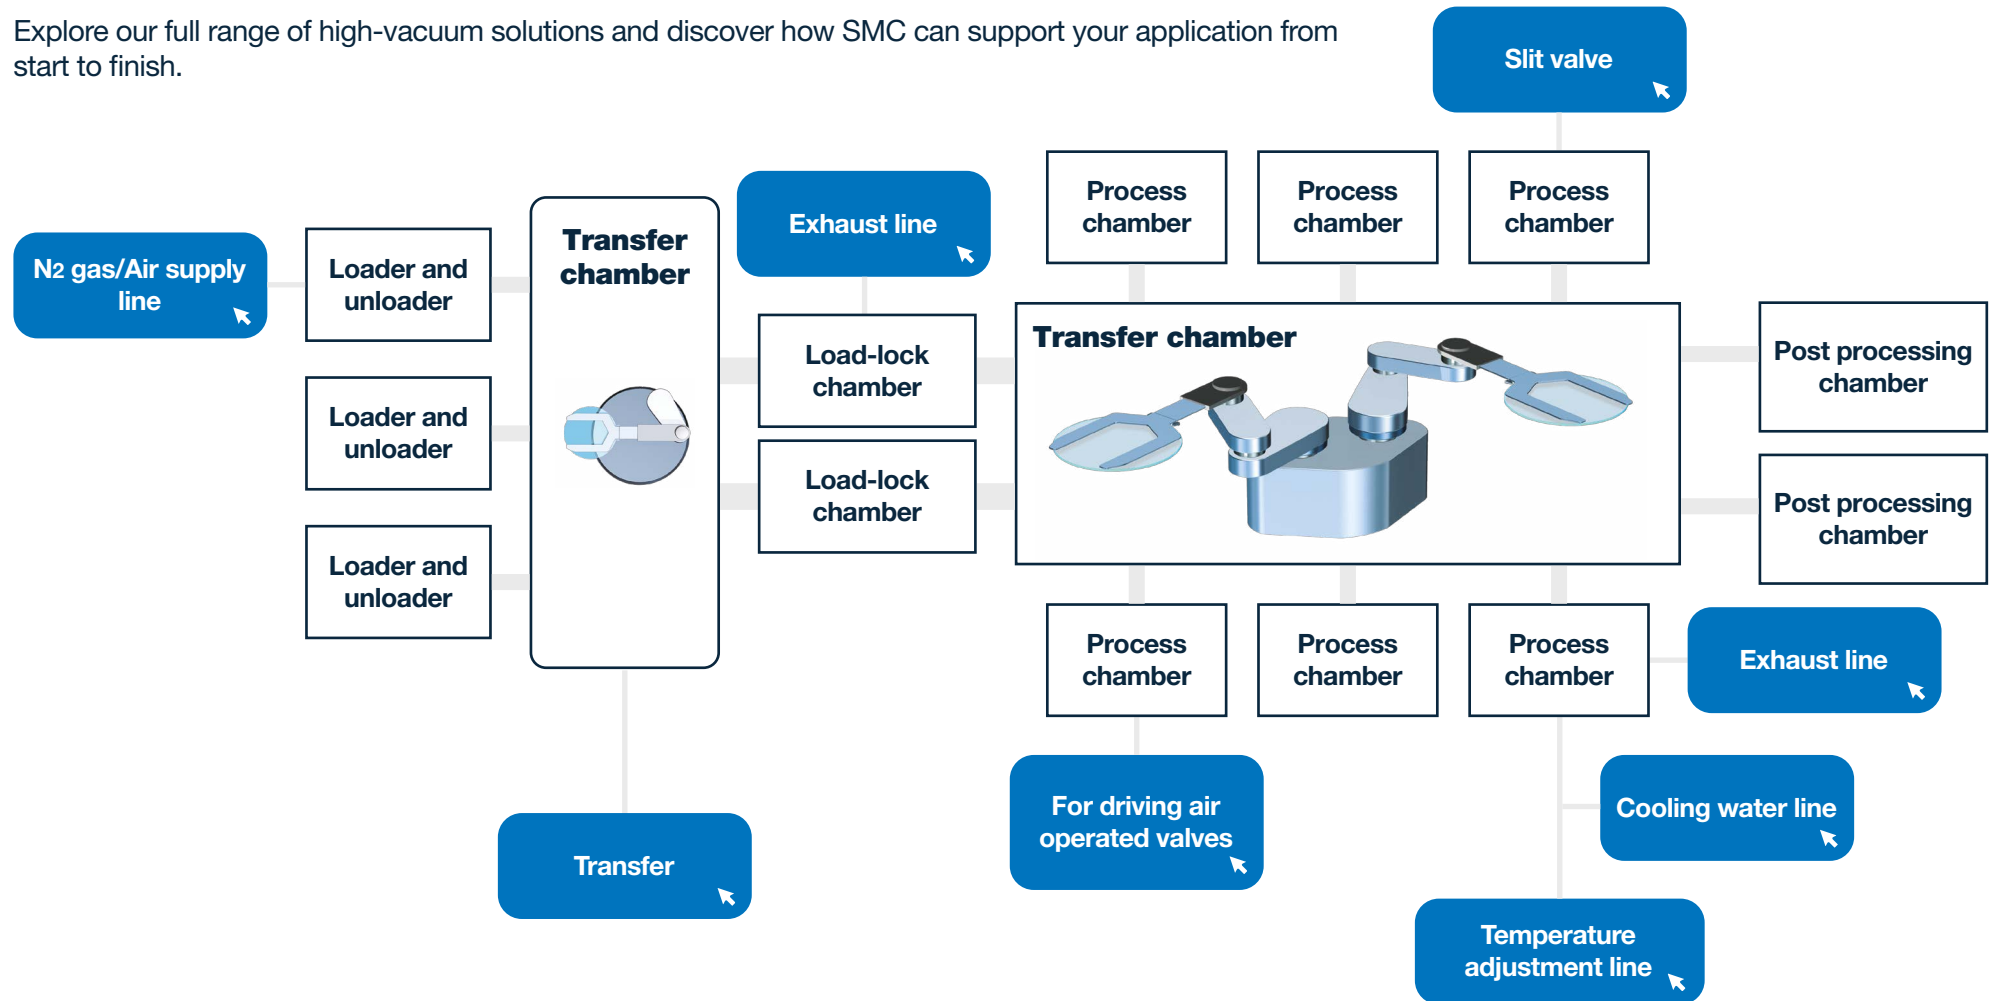 Explore our full range of high-vacuum solutions and discover how SMC can support your application from
start to finish.
Slit valve
Process
chamber
Process
chamber
Process
chamber
Exhaust line
Transfer
chamber
N2 gas/Air supply
line
Loader and
unloader
Loader and
unloader
Loader and
unloader
Load-lock
chamber
Load-lock
chamber
Transfer chamber
Post processing
chamber
Post processing
chamber
Process
chamber
Process
chamber
Process
chamber
Exhaust line
For driving air
operated valves
Cooling water line
Transfer
Temperature
adjustment line